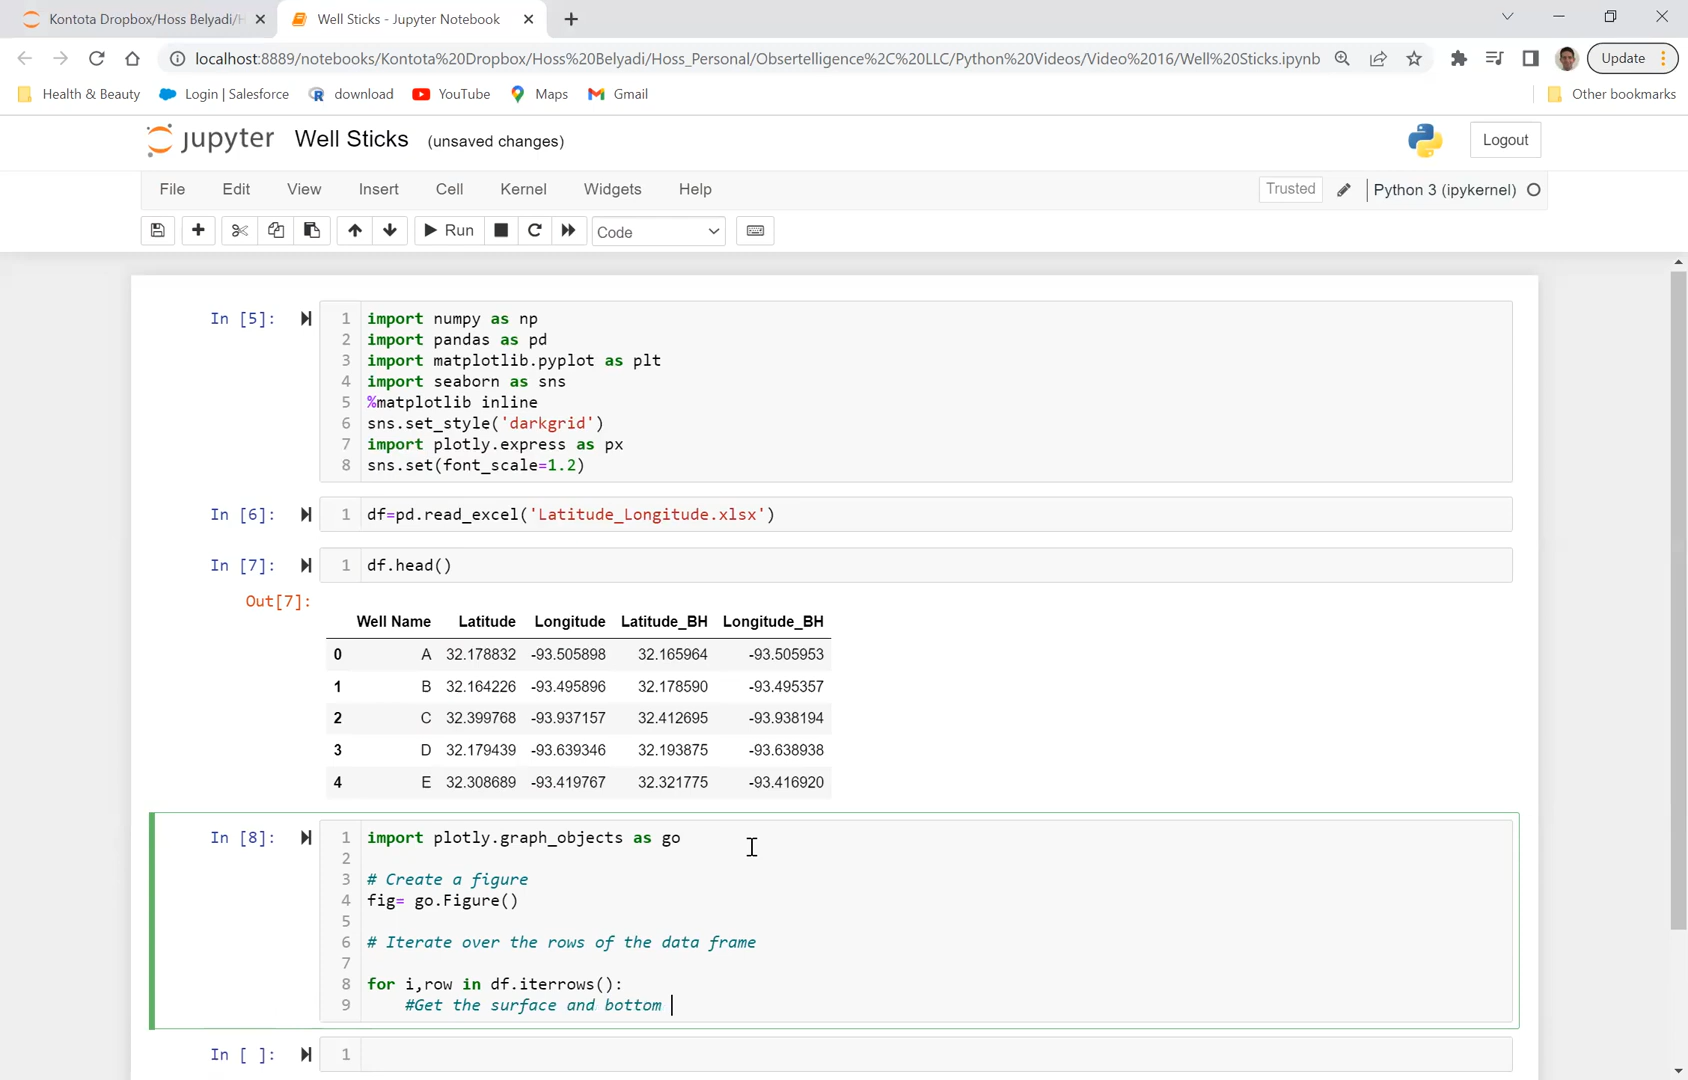 Kontota Dropbox/Hoss Belyadi/H
Well Sticks - Jupyter Notebook
localhost:8889/notebooks/Kontota%20Dropbox/Hoss%20Belyadi/Hoss_Personal/Obsertelligence%2C%20LLC/Python%20Videos/Video%2016/Well%20Sticks.ipynb
Update
Health & Beauty
Login | Salesforce
download
YouTube
Maps
Gmail
Other bookmarks
jupyter
Well Sticks
(unsaved changes)
Logout
File Edit View Insert Cell Kernel Widgets Help
Trusted
Python 3 (ipykernel)
Run
Code
In [5]:
1 import numpy as np
2 import pandas as pd
3 import matplotlib.pyplot as plt
4 import seaborn as sns
5 %matplotlib inline
6 sns.set_style('darkgrid')
7 import plotly.express as px
8 sns.set(font_scale=1.2)
In [6]: 1 df=pd.read_excel('Latitude_Longitude.xlsx')
In [7]: 1 df.head()
Out[7]:
Well Name Latitude Longitude Latitude_BH Longitude_BH
0 A 32.178832 -93.505898 32.165964 -93.505953
1 B 32.164226 -93.495896 32.178590 -93.495357
2 C 32.399768 -93.937157 32.412695 -93.938194
3 D 32.179439 -93.639346 32.193875 -93.638938
4 E 32.308689 -93.419767 32.321775 -93.416920
In [8]: 1 import plotly.graph_objects as go
2
3 # Create a figure
4 fig= go.Figure()
5
6 # Iterate over the rows of the data frame
7
8 for i,row in df.iterrows():
9 #Get the surface and bottom
In [ ]: 1